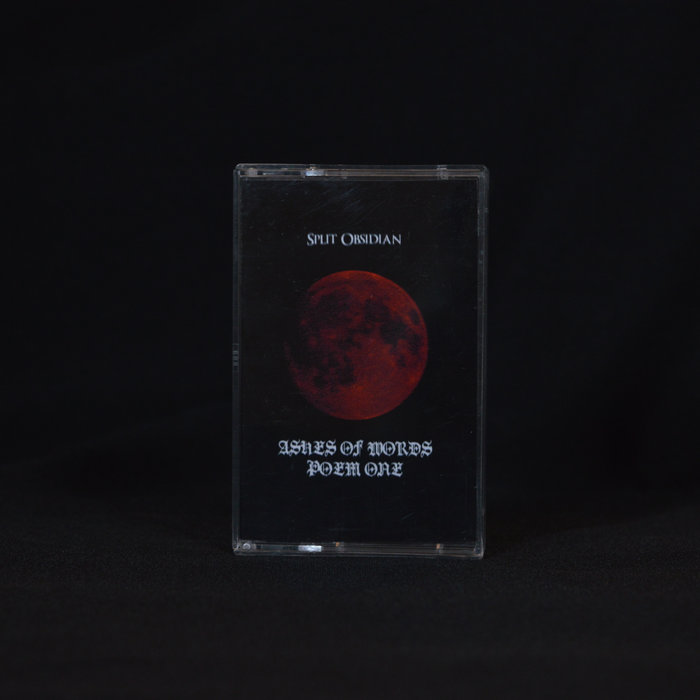 Split Obsidian
Ashes of Words
Poem One